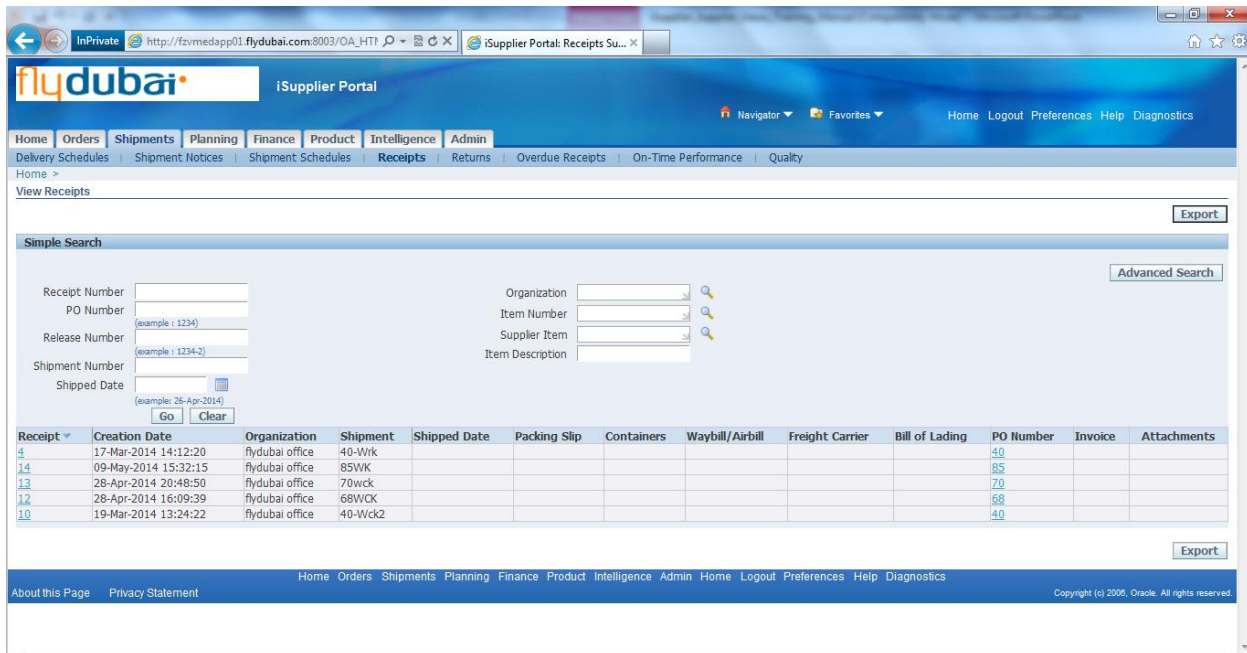 InPrivate http://fzvmedapp01.flydubai.com:8003/OA_HTM iSupplier Portal: Receipts Su...
flydubai iSupplier Portal
Navigator Favorites Home Logout Preferences Help Diagnostics
Home Orders Shipments Planning Finance Product Intelligence Admin
Delivery Schedules | Shipment Notices | Shipment Schedules | Receipts | Returns | Overdue Receipts | On-Time Performance | Quality
Home >
View Receipts
Export
Simple Search
Advanced Search
Receipt Number Organization
PO Number Item Number
(example : 1234)
Release Number Supplier Item
(example : 1234-2)
Item Description
Shipment Number
Shipped Date
(example: 26-Apr-2014)
Go Clear
Receipt Creation Date Organization Shipment Shipped Date Packing Slip Containers Waybill/Airbill Freight Carrier Bill of Lading PO Number Invoice Attachments
4 17-Mar-2014 14:12:20 flydubai office 40-Wrk 40
14 09-May-2014 15:32:15 flydubai office 85WK 85
13 28-Apr-2014 20:48:50 flydubai office 70wck 70
12 28-Apr-2014 16:09:39 flydubai office 68WCK 68
10 19-Mar-2014 13:24:22 flydubai office 40-Wck2 40
Export
Home Orders Shipments Planning Finance Product Intelligence Admin Home Logout Preferences Help Diagnostics
About this Page Privacy Statement Copyright (c) 2006, Oracle. All rights reserved.